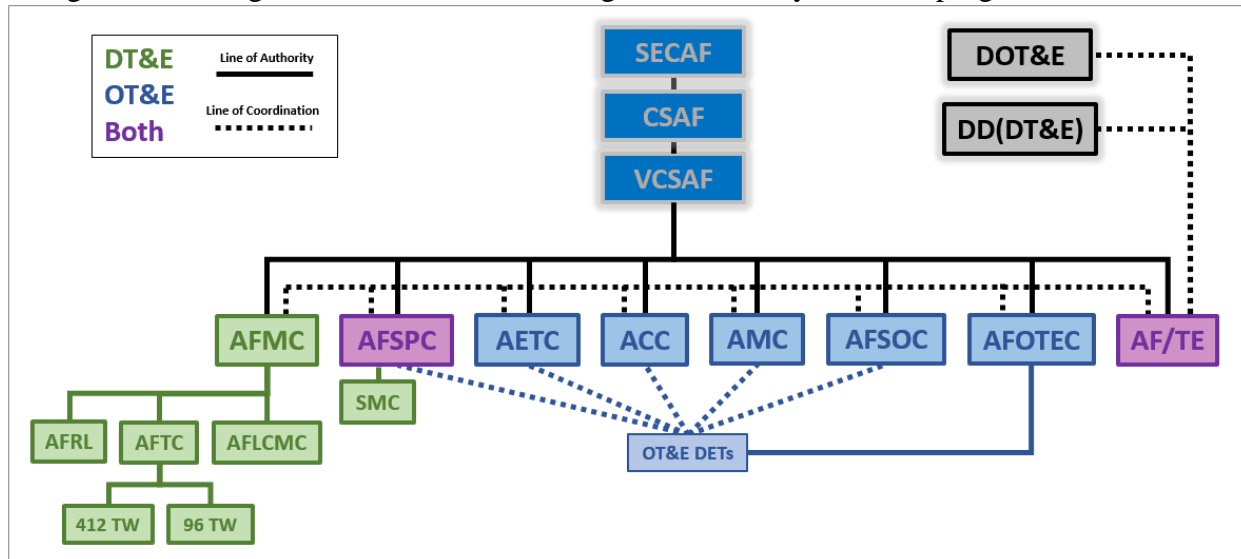 DT&E
Line of Authority
OT&E
Line of Coordination
Both
SECAF
CSAF
VCSAF
DOT&E
DD(DT&E)
AFMC
AFSPC
AETC
ACC
AMC
AFSOC
AFOTEC
AF/TE
SMC
AFRL
AFTC
AFLCMC
OT&E DETs
412 TW
96 TW